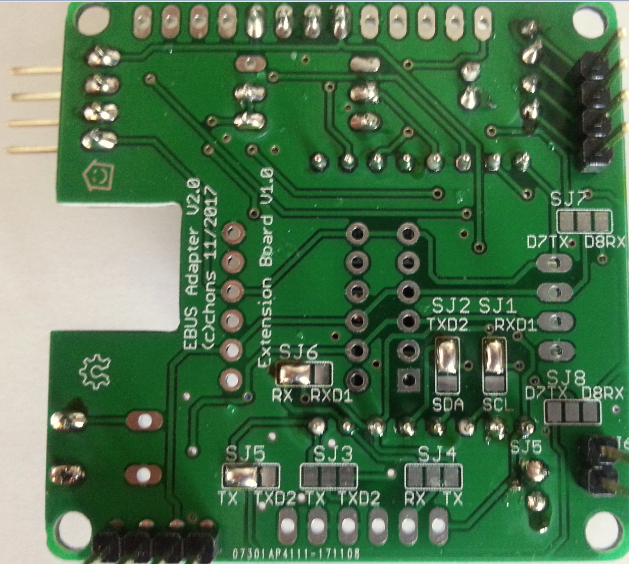 SJ7
D7TX D8RX
EBUS Adapter V2.0
(c)chons 11/2017
Extension Board V1.0
SJ2 SJ1
TXD2 RXD1
SJ6
RX RXD1
SDA SCL
SJ8
D7TX D8RX
SJ5 SJ3 SJ4 SJ5
TX TXD2 TX TXD2 RX TX
07301AP4111-171108